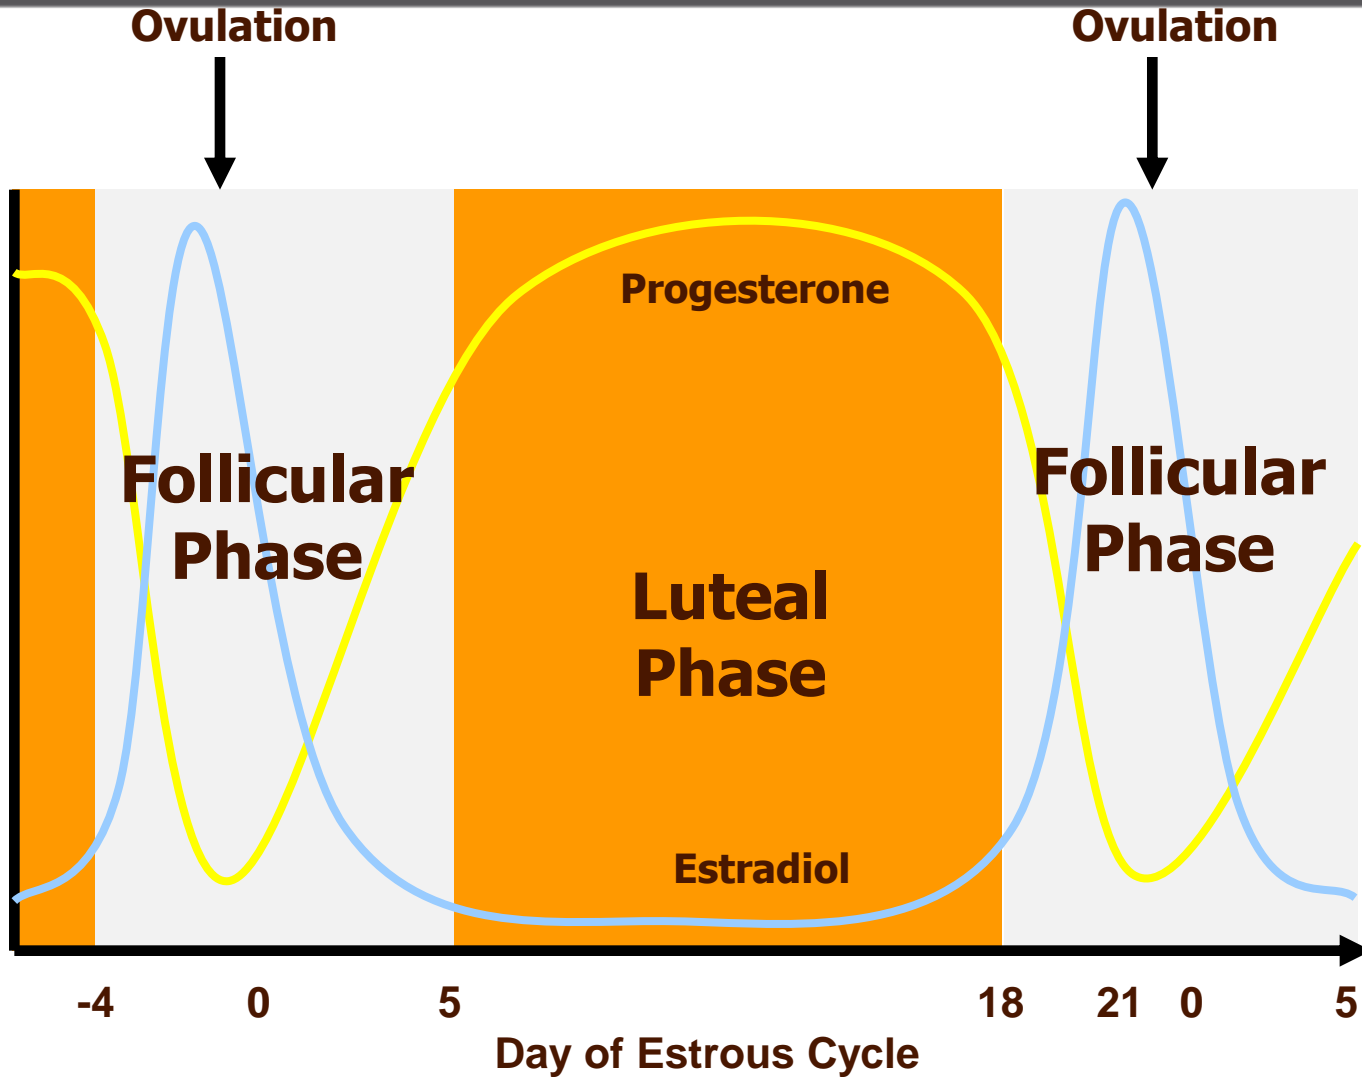 Ovulation
Ovulation
Progesterone
Follicular
Phase
Follicular
Phase
Luteal
Phase
Estradiol
-4 0 5 18 21 0 5
Day of Estrous Cycle